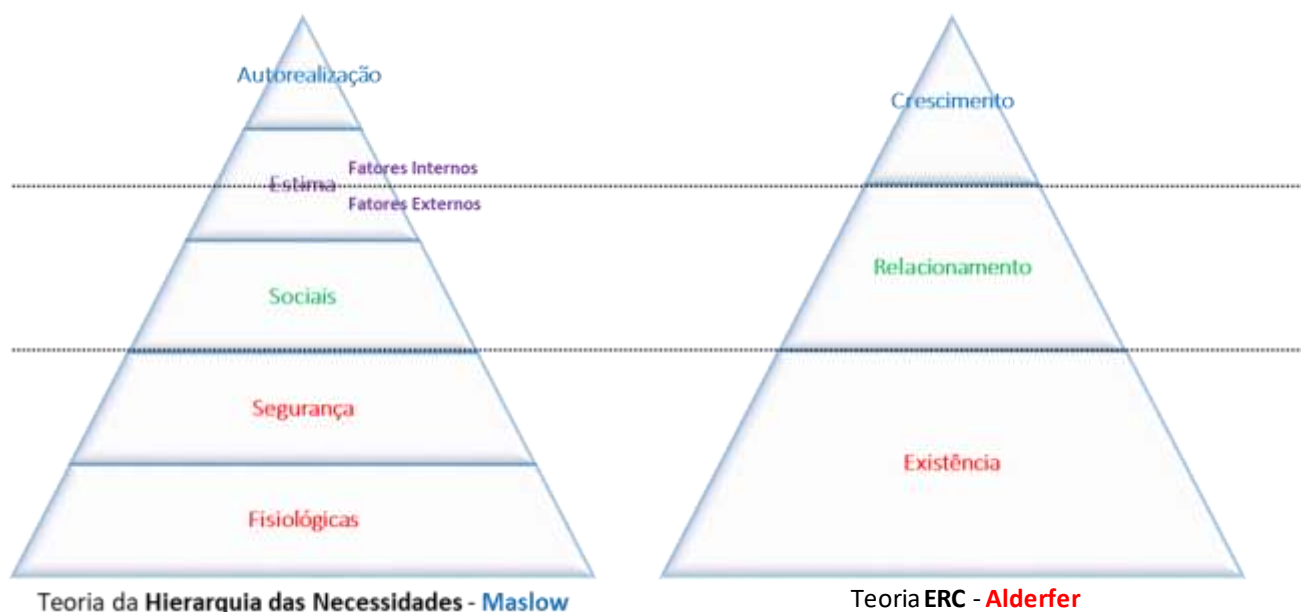 Autorealização
Fatores Internos
Estima
Fatores Externos
Sociais
Segurança
Fisiológicas
Teoria da Hierarquia das Necessidades - Maslow
Crescimento
Relacionamento
Existência
Teoria ERC - Alderfer